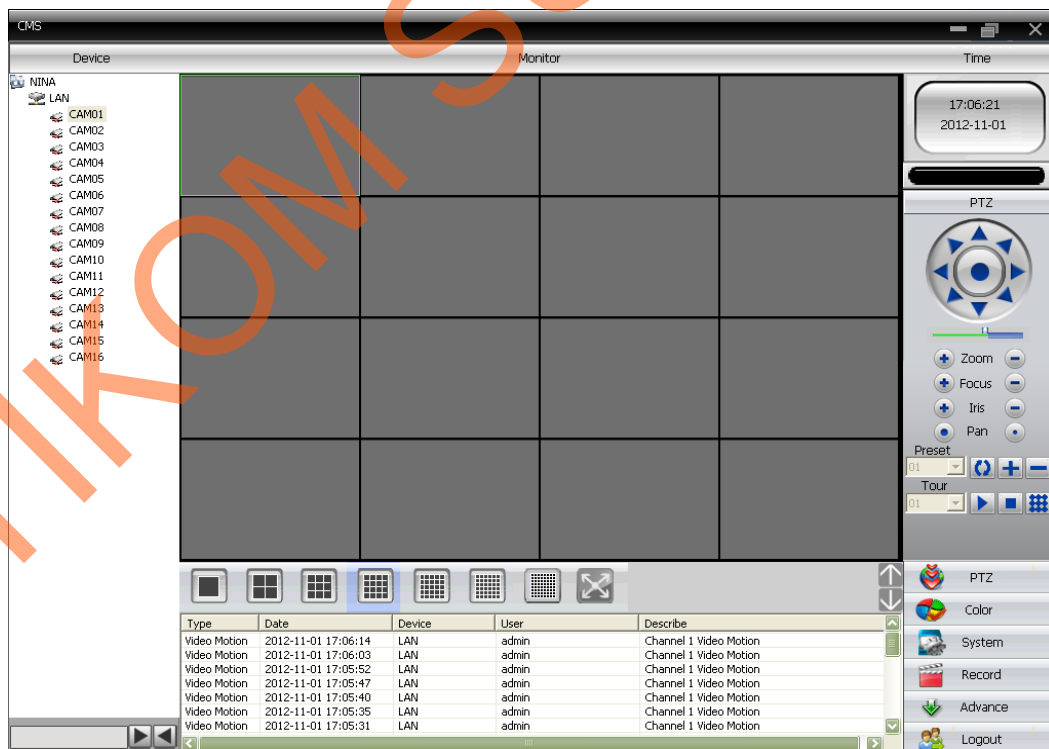 CMS
Device
Monitor
Time
NINA
LAN
CAM01
CAM02
CAM03
CAM04
CAM05
CAM06
CAM07
CAM08
CAM09
CAM10
CAM11
CAM12
CAM13
CAM14
CAM15
CAM16
17:06:21
2012-11-01
PTZ
Zoom
Focus
Iris
Pan
Preset
01
Tour
01
PTZ
Color
System
Record
Advance
Logout
Type Date Device User Describe
Video Motion 2012-11-01 17:06:14 LAN admin Channel 1 Video Motion
Video Motion 2012-11-01 17:06:03 LAN admin Channel 1 Video Motion
Video Motion 2012-11-01 17:05:52 LAN admin Channel 1 Video Motion
Video Motion 2012-11-01 17:05:47 LAN admin Channel 1 Video Motion
Video Motion 2012-11-01 17:05:40 LAN admin Channel 1 Video Motion
Video Motion 2012-11-01 17:05:35 LAN admin Channel 1 Video Motion
Video Motion 2012-11-01 17:05:31 LAN admin Channel 1 Video Motion
IKOM